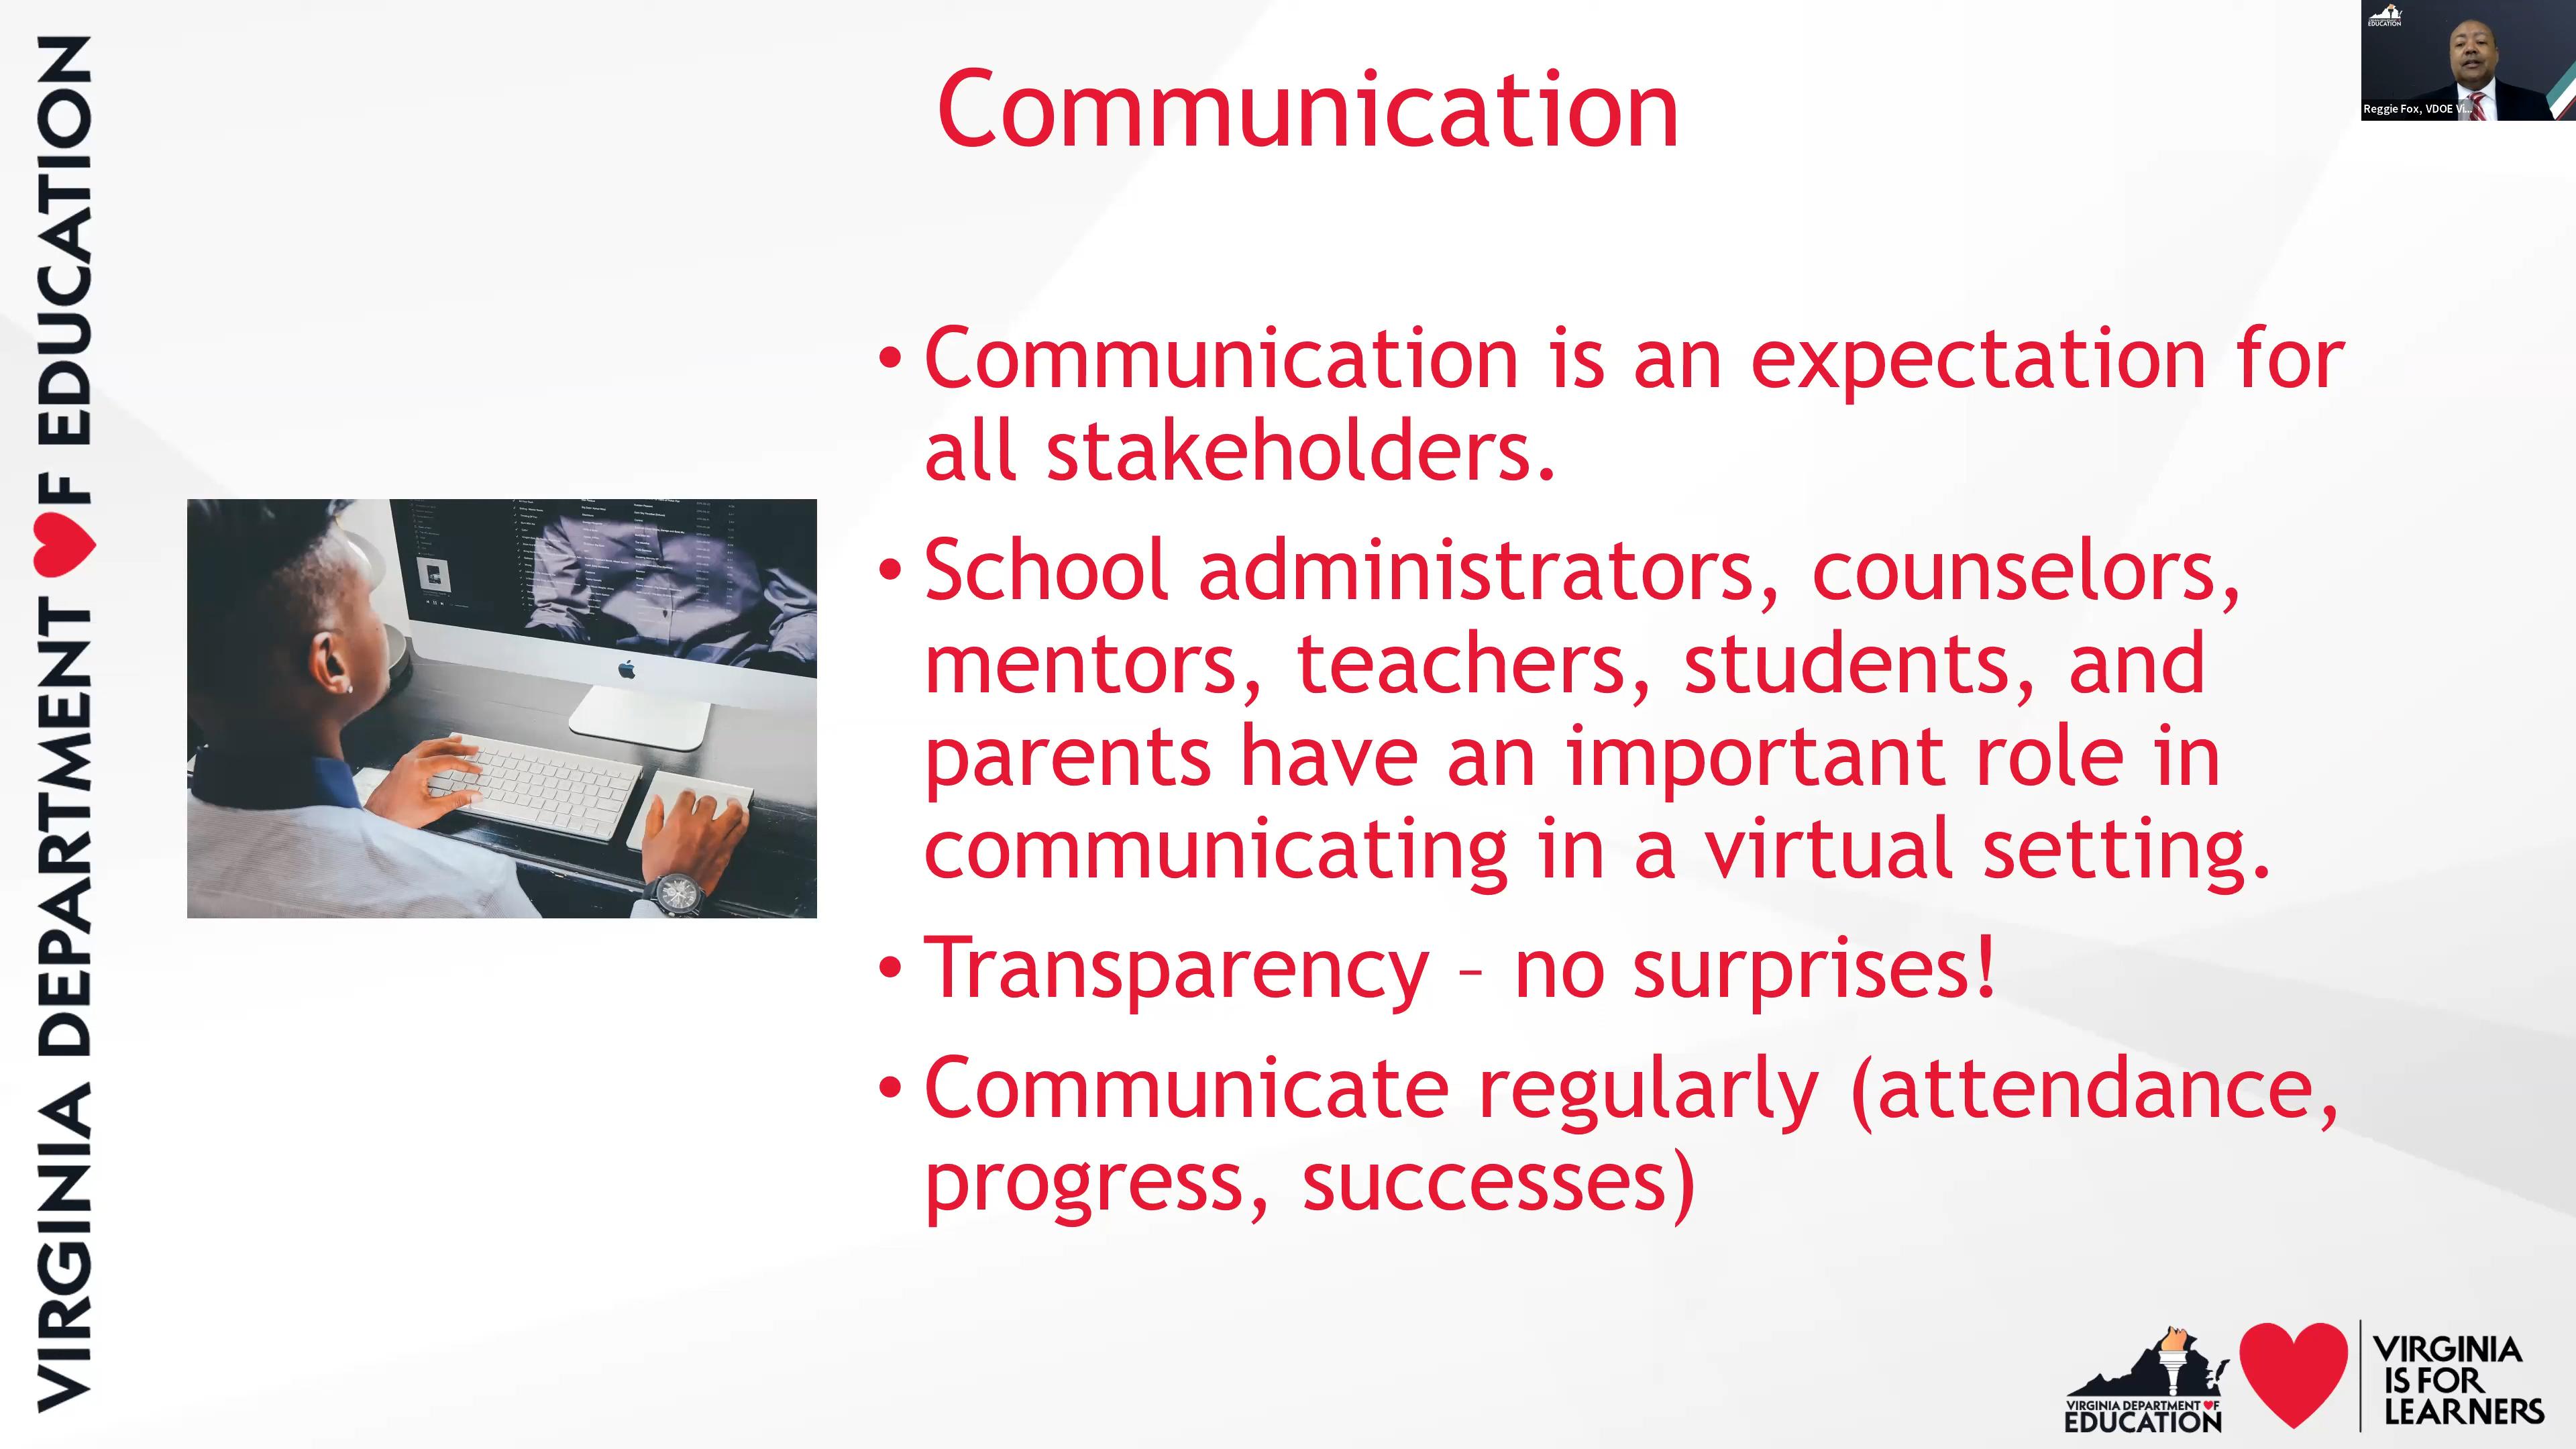 VIRGINIA DEPARTMENT OF EDUCATION
Communication
EDUCATION
Reggie Fox, VDOE Vi...
• Communication is an expectation for
all stakeholders.
• School administrators, counselors,
mentors, teachers, students, and
parents have an important role in
communicating in a virtual setting.
• Transparency – no surprises!
• Communicate regularly (attendance,
progress, successes)
VIRGINIA DEPARTMENT OF
EDUCATION
VIRGINIA
IS FOR
LEARNERS